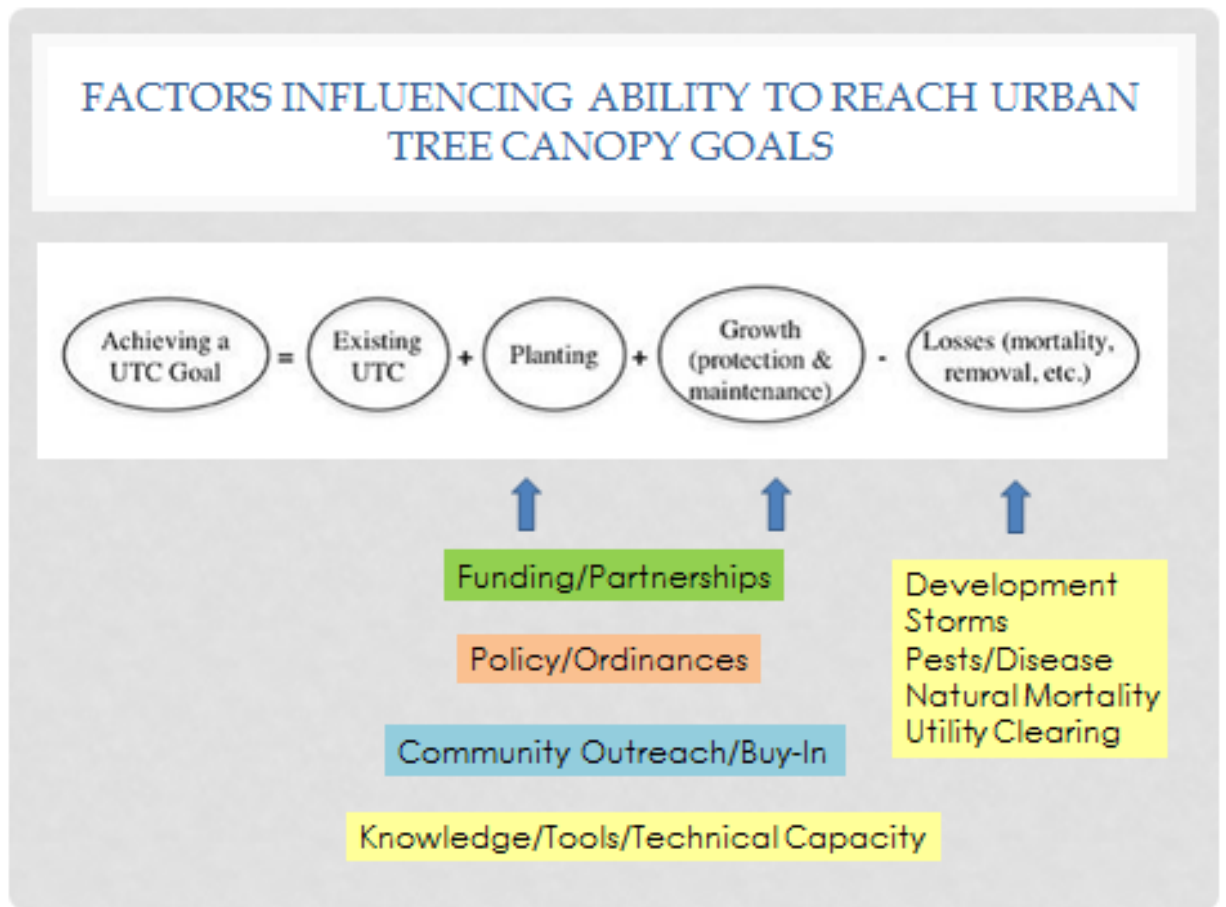 FACTORS INFLUENCING ABILITY TO REACH URBAN
TREE CANOPY GOALS
Achieving a
UTC Goal
=
Existing
UTC
+
Planting
+
Growth
(protection &
maintenance)
-
Losses (mortality,
removal, etc.)
Funding/Partnerships
Policy/Ordinances
Community Outreach/Buy-In
Knowledge/Tools/Technical Capacity
Development
Storms
Pests/Disease
Natural Mortality
Utility Clearing